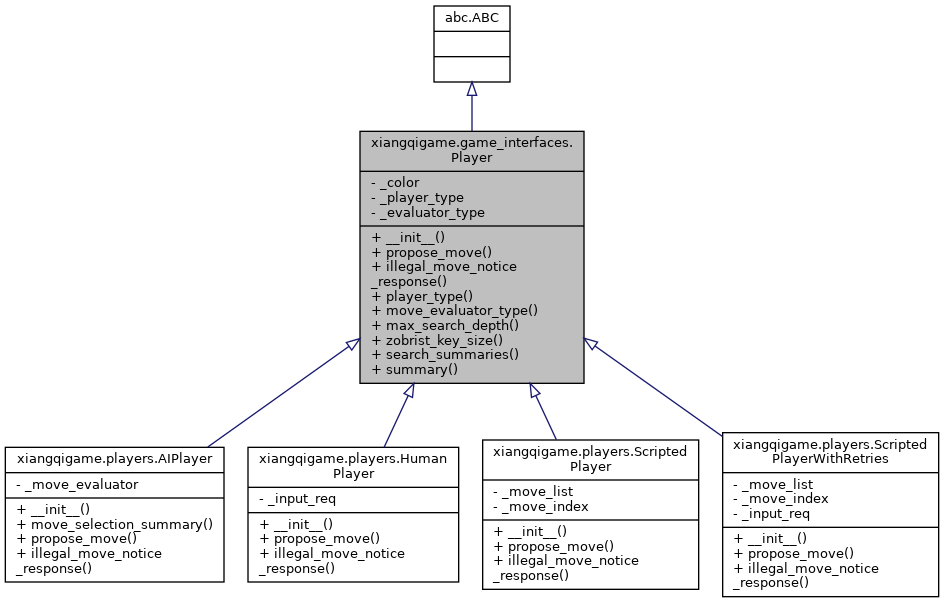 abc.ABC
xiangqigame.game_interfaces.
Player
- _color
- _player_type
- _evaluator_type
+ __init__()
+ propose_move()
+ illegal_move_notice
_response()
+ player_type()
+ move_evaluator_type()
+ max_search_depth()
+ zobrist_key_size()
+ search_summaries()
+ summary()
xiangqigame.players.AIPlayer
- _move_evaluator
+ __init__()
+ move_selection_summary()
+ propose_move()
+ illegal_move_notice
_response()
xiangqigame.players.Human
Player
- _input_req
+ __init__()
+ propose_move()
+ illegal_move_notice
_response()
xiangqigame.players.Scripted
Player
- _move_list
- _move_index
+ __init__()
+ propose_move()
+ illegal_move_notice
_response()
xiangqigame.players.Scripted
PlayerWithRetries
- _move_list
- _move_index
- _input_req
+ __init__()
+ propose_move()
+ illegal_move_notice
_response()